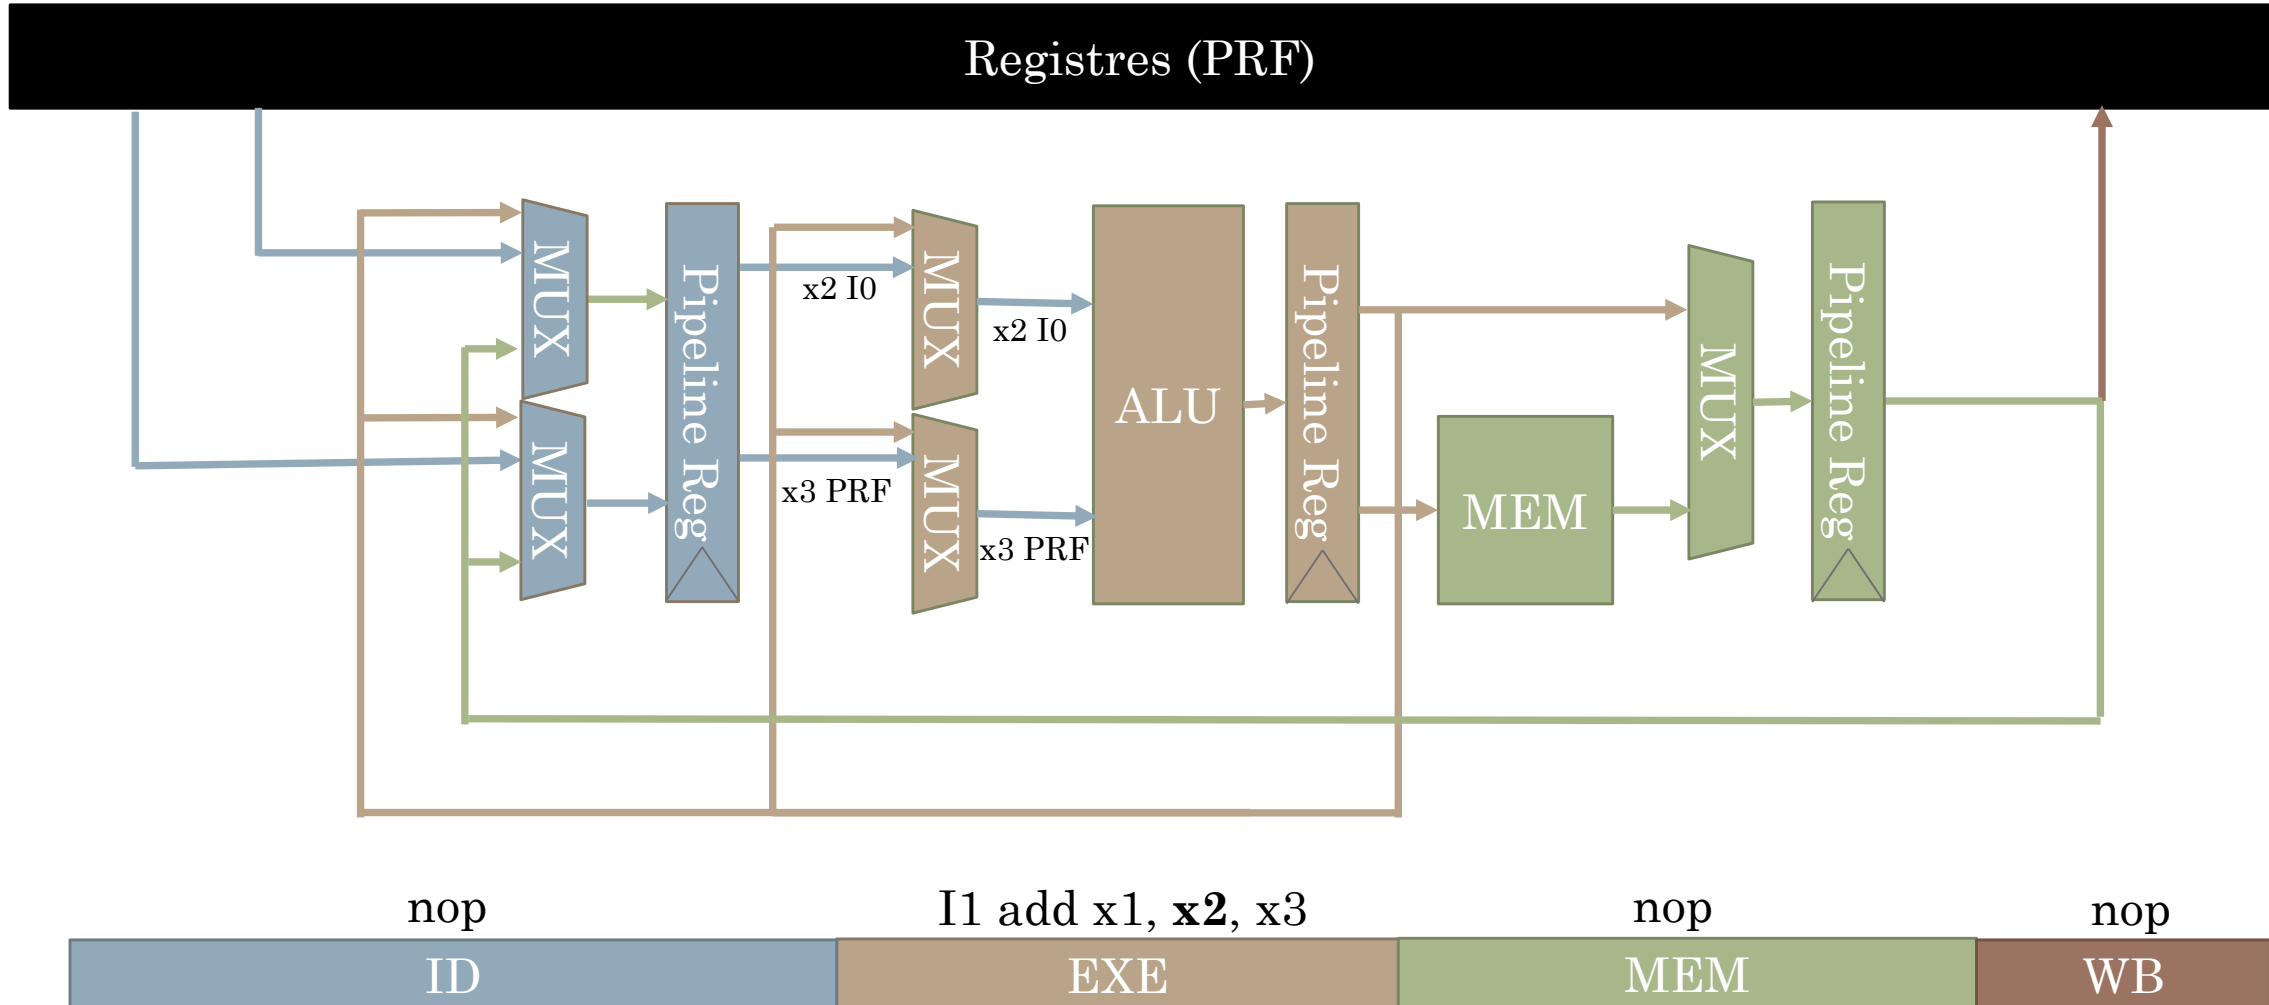 Registres (PRF)
MUX
MUX
Pipeline Reg
x2 I0
x3 PRF
MUX
MUX
x2 I0
x3 PRF
ALU
Pipeline Reg
MEM
MUX
Pipeline Reg
nop
I1 add x1, x2, x3
nop
nop
ID
EXE
MEM
WB